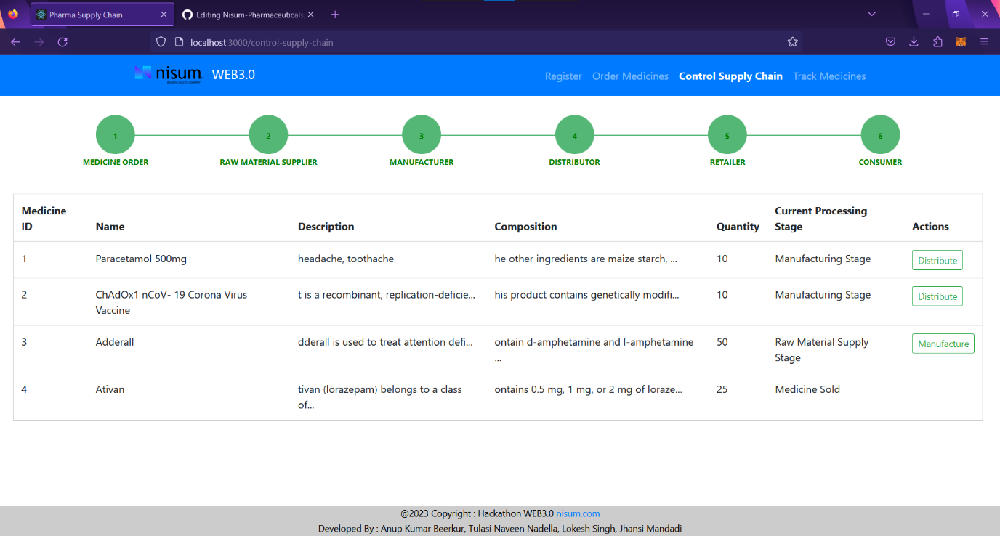 Pharma Supply Chain
Editing Nisum-Pharmaceuticals
localhost:3000/control-supply-chain
nisum. WEB3.0
Building Success Together
Register Order Medicines Control Supply Chain Track Medicines
1 2 3 4 5 6
MEDICINE ORDER RAW MATERIAL SUPPLIER MANUFACTURER DISTRIBUTOR RETAILER CONSUMER
Medicine Current Processing
ID Name Description Composition Quantity Stage Actions
1 Paracetamol 500mg headache, toothache he other ingredients are maize starch, ... 10 Manufacturing Stage Distribute
2 ChAdOx1 nCoV- 19 Corona Virus t is a recombinant, replication-deficie... his product contains genetically modifi... 10 Manufacturing Stage Distribute
Vaccine
3 Adderall dderall is used to treat attention defi... ontain d-amphetamine and l-amphetamine 50 Raw Material Supply Manufacture
... Stage
4 Ativan tivan (lorazepam) belongs to a class ontains 0.5 mg, 1 mg, or 2 mg of loraze... 25 Medicine Sold
of...
@2023 Copyright : Hackathon WEB3.0 nisum.com
Developed By : Anup Kumar Beerkur, Tulasi Naveen Nadella, Lokesh Singh, Jhansi Mandadi